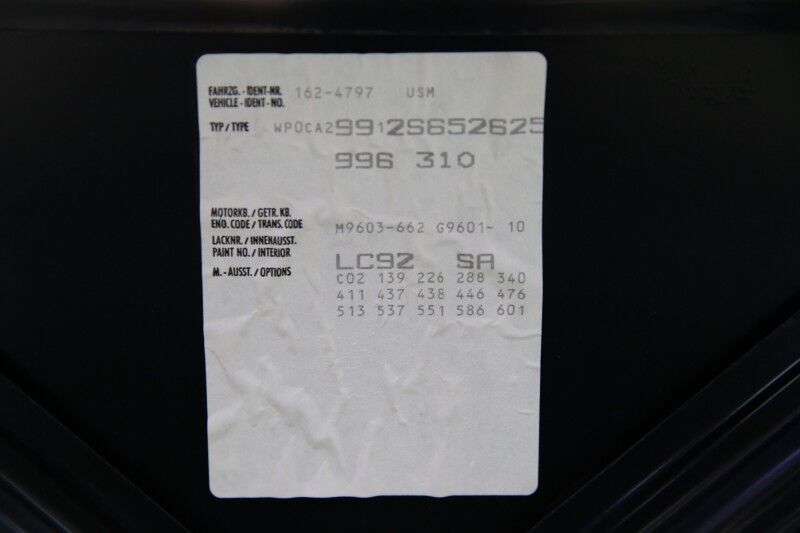 FAHRZG. - IDENT-NR. 162-4797 USM
VEHICLE - IDENT - NO.
TYP / TYPE WP0CA29912S652625
996 310
MOTORKB. / GETR. KB.
ENG. CODE / TRANS. CODE M9603-662 G9601- 10
LACKNR. / INNENAUSST.
PAINT NO. / INTERIOR LC9Z SA
M. - AUSST. / OPTIONS C02 139 226 288 340
411 437 438 446 476
513 537 551 586 601